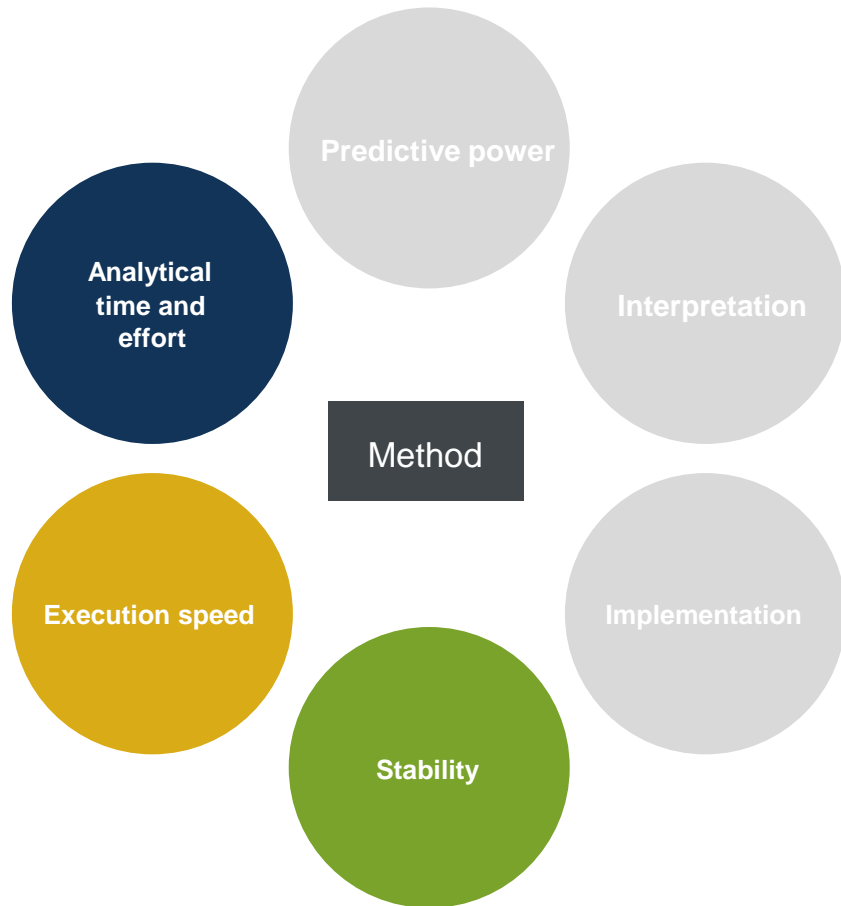 Predictive power
Analytical
time and
effort
Interpretation
Method
Execution speed
Implementation
Stability